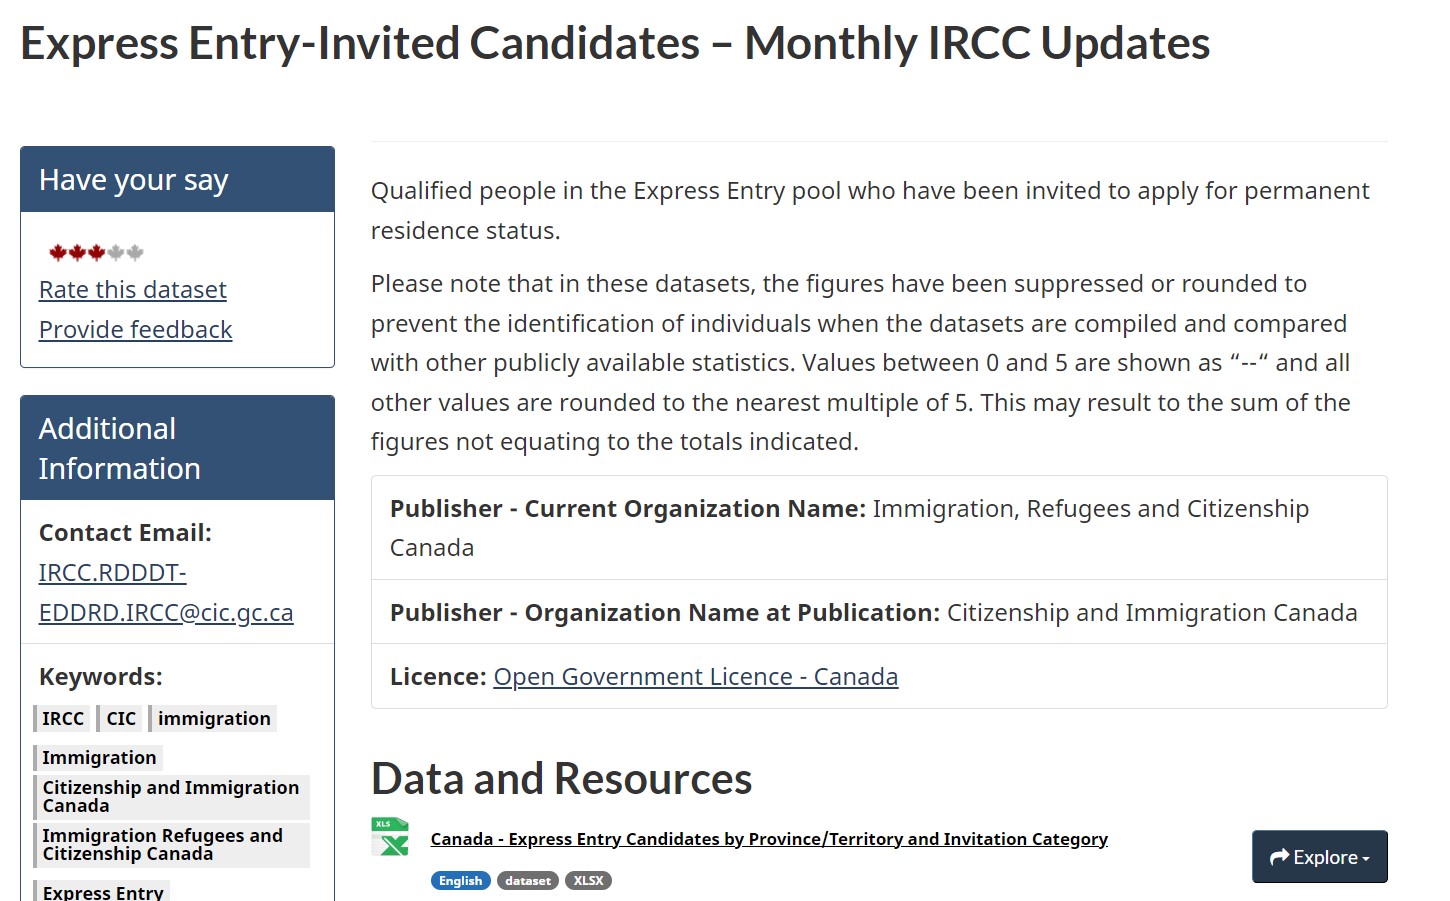 Express Entry-Invited Candidates – Monthly IRCC Updates
Have your say
Rate this dataset
Provide feedback
Additional
Information
Contact Email:
IRCC.RDDDT-
EDDRD.IRCC@cic.gc.ca
Keywords:
IRCC CIC immigration
Immigration
Citizenship and Immigration
Canada
Immigration Refugees and
Citizenship Canada
Express Entry
Qualified people in the Express Entry pool who have been invited to apply for permanent
residence status.
Please note that in these datasets, the figures have been suppressed or rounded to
prevent the identification of individuals when the datasets are compiled and compared
with other publicly available statistics. Values between 0 and 5 are shown as “--“ and all
other values are rounded to the nearest multiple of 5. This may result to the sum of the
figures not equating to the totals indicated.
Publisher - Current Organization Name: Immigration, Refugees and Citizenship
Canada
Publisher - Organization Name at Publication: Citizenship and Immigration Canada
Licence: Open Government Licence - Canada
Data and Resources
XLS
Canada - Express Entry Candidates by Province/Territory and Invitation Category
English dataset XLSX
Explore